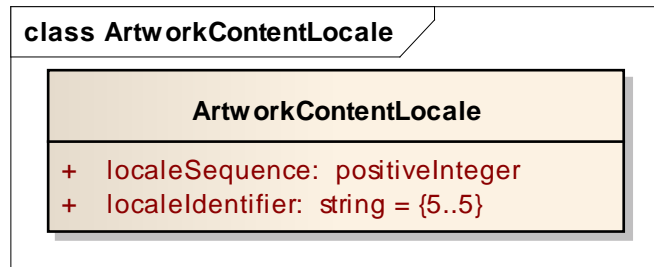 class ArtworkContentLocale
ArtworkContentLocale
+ localeSequence: positiveInteger
+ localeIdentifier: string = {5..5}